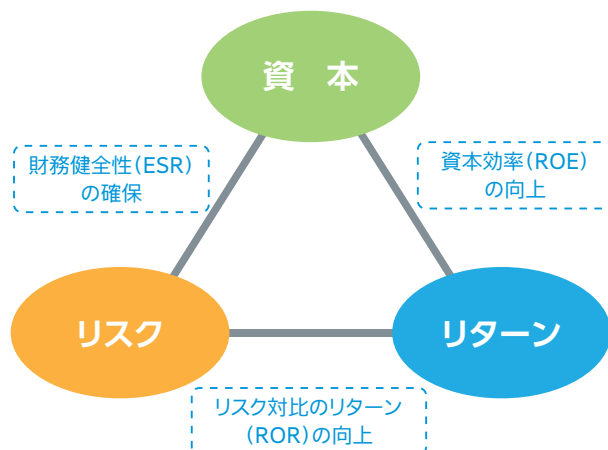 資 本
財務健全性(ESR)
の確保
資本効率(ROE)
の向上
リスク
リターン
リスク対比のリターン
(ROR)の向上